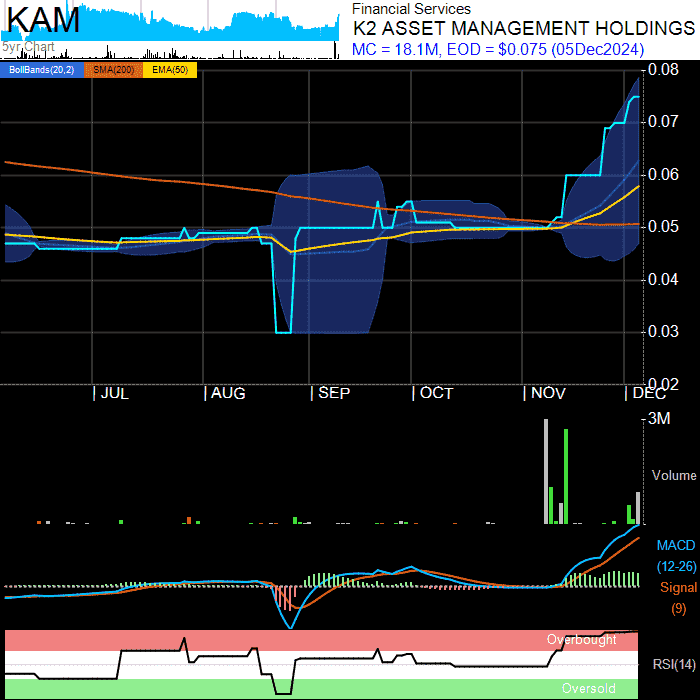 KAM
5yr Chart
Financial Services
K2 ASSET MANAGEMENT HOLDINGS
MC = 18.1M, EOD = $0.075 (05Dec2024)
BollBands(20,2) SMA(200) EMA(50)
0.08
0.07
0.06
0.05
0.04
0.03
0.02
| JUL | AUG | SEP | OCT | NOV | DEC
3M
Volume
MACD
(12-26)
Signal
(9)
Overbought
RSI(14)
Oversold